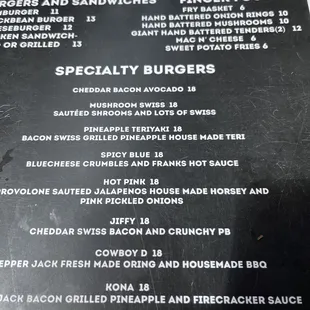 RGERS AND SANDWICHES
MBURGER 11
CKBEAN BURGER 13
EESEBURGER 12
CKEN SANDWICH-
D OR GRILLED 13
FRY BASKET 6
HAND BATTERED ONION RINGS 10
HAND BATTERED MUSHROOMS 10
GIANT HAND BATTERED TENDERS(2) 12
MAC N' CHEESE 6
SWEET POTATO FRIES 6
SPECIALTY BURGERS
CHEDDAR BACON AVOCADO 18
MUSHROOM SWISS 18
SAUTÉED SHROOMS AND LOTS OF SWISS
PINEAPPLE TERIYAKI 18
BACON SWISS GRILLED PINEAPPLE HOUSE MADE TERI
SPICY BLUE 18
BLUECHEESE CRUMBLES AND FRANKS HOT SAUCE
HOT PINK 18
PROVOLONE SAUTEED JALAPENOS HOUSE MADE HORSEY AND
PINK PICKLED ONIONS
JIFFY 18
CHEDDAR SWISS BACON AND CRUNCHY PB
COWBOY D 18
EPPER JACK FRESH MADE ORING AND HOUSEMADE BBQ
KONA 18
JACK BACON GRILLED PINEAPPLE AND FIRECRACKER SAUCE